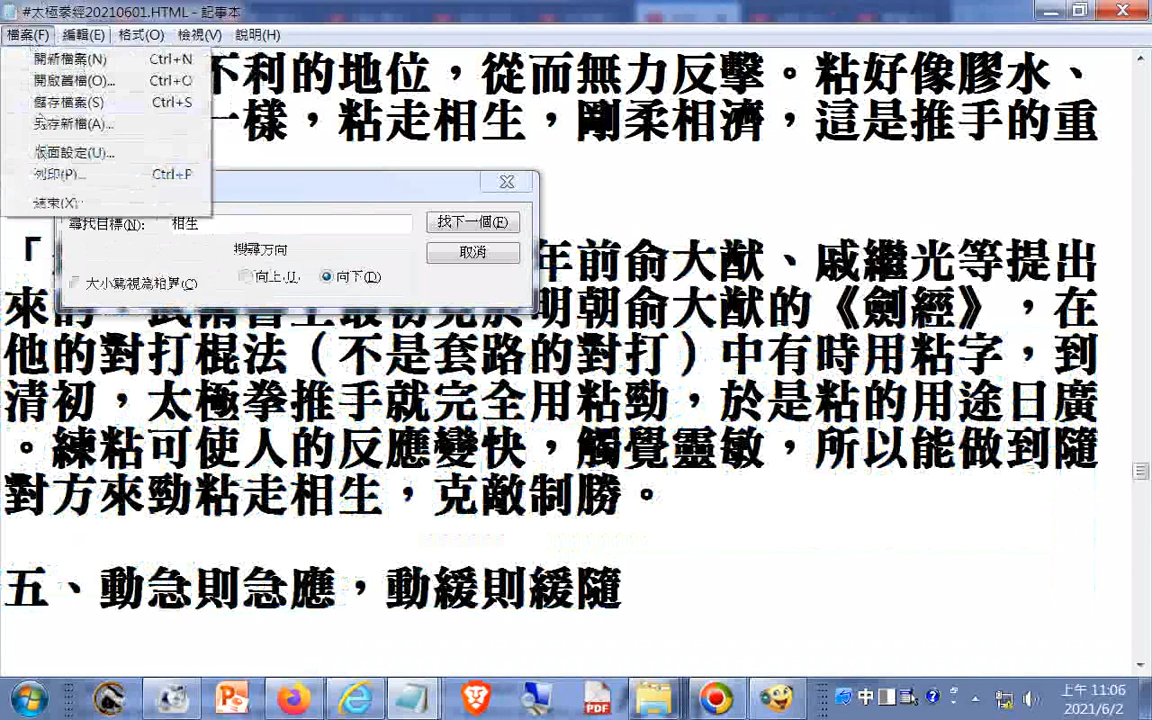 #太極拳經20210601.HTML - 記事本
檔案(F) 編輯(E) 格式(O) 檢視(V) 說明(H)
開新檔案(N) Ctrl+N
開啟舊檔(O)... Ctrl+O
儲存檔案(S) Ctrl+S
另存新檔(A)...
版面設定(U)...
列印(P)... Ctrl+P
結束(X)
不利的地位，從而無力反擊。粘好像膠水、
一樣，粘走相生，剛柔相濟，這是推手的重
尋找目標(N): 相生 找下一個(F)
搜尋方向 取消
大小寫視為相異(C) 向上(U) 向下(D)
「
年前俞大猷、戚繼光等提出
來的，武術書上最初見於明朝俞大猷的《劍經》，在
他的對打棍法（不是套路的對打）中有時用粘字，到
清初，太極拳推手就完全用粘勁，於是粘的用途日廣
。練粘可使人的反應變快，觸覺靈敏，所以能做到隨
對方來勁粘走相生，克敵制勝。
五、動急則急應，動緩則緩隨
PDF
中
上午 11:06
2021/6/2